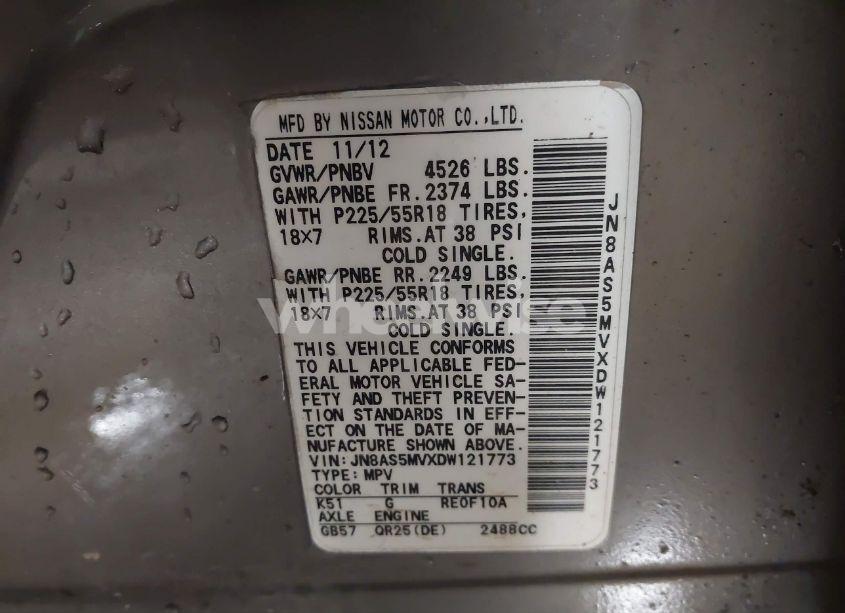 MFD BY NISSAN MOTOR CO.,LTD.
DATE 11/12
GVWR/PNBV 4526 LBS.
GAWR/PNBE FR. 2374 LBS.
WITH P225/55R18 TIRES,
18X7 RIMS.AT 38 PSI
COLD SINGLE.
GAWR/PNBE RR. 2249 LBS.
WITH P225/55R18 TIRES,
18X7 RIMS.AT 38 PSI
COLD SINGLE.
THIS VEHICLE CONFORMS
TO ALL APPLICABLE FED-
ERAL MOTOR VEHICLE SA-
FETY AND THEFT PREVEN-
TION STANDARDS IN EFF-
ECT ON THE DATE OF MA-
NUFACTURE SHOWN ABOVE.
VIN:JN8AS5MVXDW121773
TYPE:MPV
COLOR TRIM TRANS
K51 G RE0F10A
AXLE ENGINE
GB57 QR25(DE) 2488CC
JN8AS5MVXDW121773
wheelwise